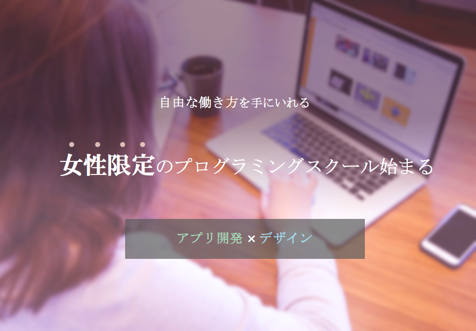 自由な働き方を手にいれる
女性限定のプログラミングスクール始まる
アプリ開発 × デザイン